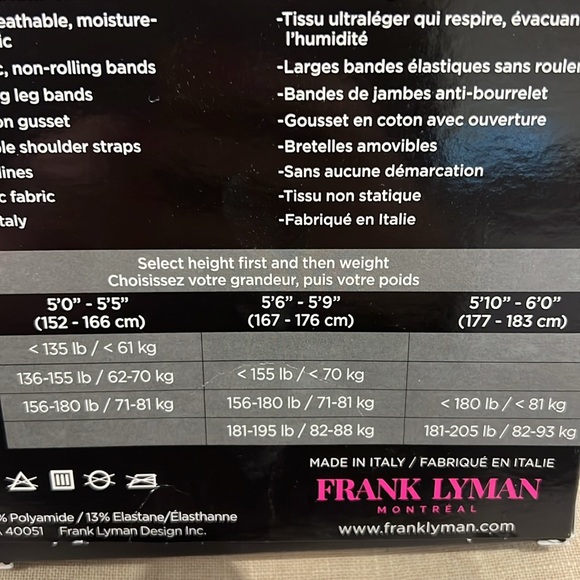 eathable, moisture-
ic
c, non-rolling bands
g leg bands
on gusset
le shoulder straps
lines
c fabric
taly
-Tissu ultraléger qui respire, évacuan
l'humidité
-Larges bandes élastiques sans rouler
-Bandes de jambes anti-bourrelet
-Gousset en coton avec ouverture
-Bretelles amovibles
-Sans aucune démarcation
-Tissu non statique
-Fabriqué en Italie
Select height first and then weight
Choisissez votre grandeur, puis votre poids
5'0" - 5'5" 5'6" - 5'9" 5'10" - 6'0"
(152 - 166 cm) (167 - 176 cm) (177 - 183 cm)
< 135 lb / < 61 kg
136-155 lb / 62-70 kg < 155 lb / < 70 kg
156-180 lb / 71-81 kg 156-180 lb / 71-81 kg < 180 lb / < 81 kg
181-195 lb / 82-88 kg 181-205 lb / 82-93 kg
MADE IN ITALY / FABRIQUÉ EN ITALIE
FRANK LYMAN
MONTRÉAL
www.franklyman.com
% Polyamide / 13% Elastane/Élasthanne
40051 Frank Lyman Design Inc.